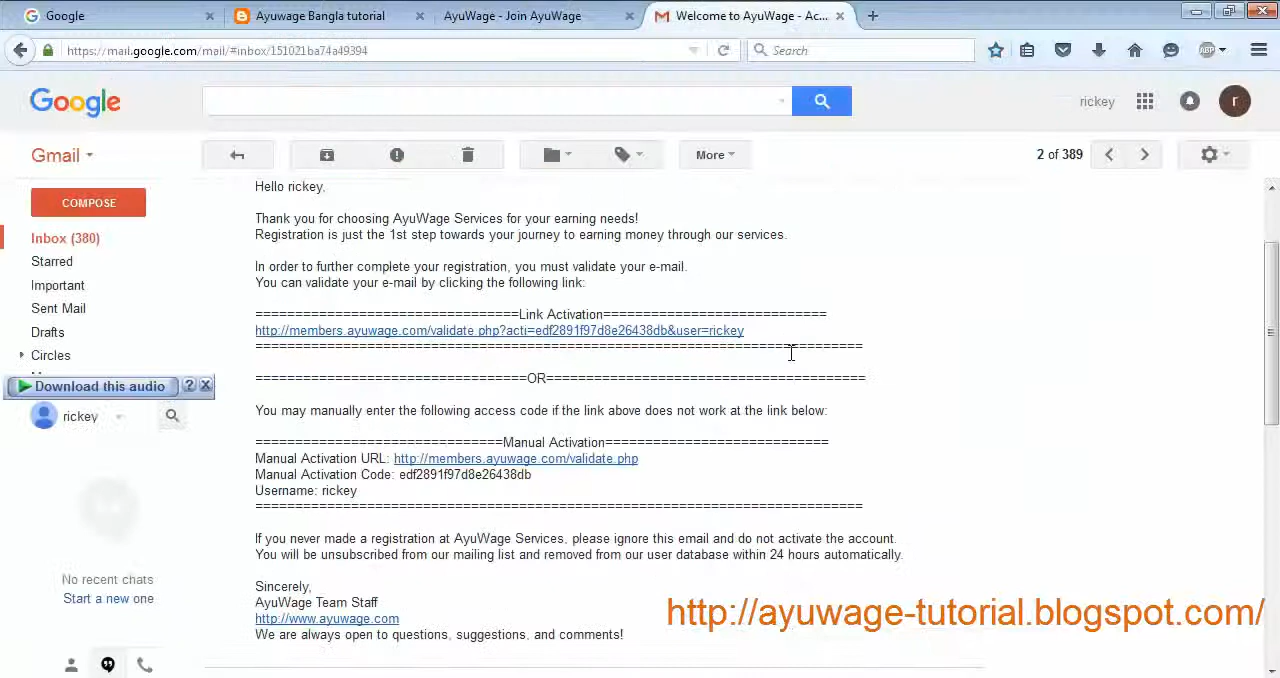 Google
Ayuwage Bangla tutorial
AyuWage - Join AyuWage
Welcome to AyuWage - Ac...
https://mail.google.com/mail/#inbox/151021ba74a49394
Search
ABP
Google
rickey
r
Gmail
More
2 of 389
COMPOSE
Inbox (380)
Starred
Important
Sent Mail
Drafts
Circles
Download this audio
?
X
rickey
No recent chats
Start a new one
Hello rickey,
Thank you for choosing AyuWage Services for your earning needs!
Registration is just the 1st step towards your journey to earning money through our services.
In order to further complete your registration, you must validate your e-mail.
You can validate your e-mail by clicking the following link:
=================================Link Activation============================
http://members.ayuwage.com/validate.php?acti=edf2891f97d8e26438db&user=rickey
============================================================================
==================================OR========================================
You may manually enter the following access code if the link above does not work at the link below:
===============================Manual Activation============================
Manual Activation URL: http://members.ayuwage.com/validate.php
Manual Activation Code: edf2891f97d8e26438db
Username: rickey
============================================================================
If you never made a registration at AyuWage Services, please ignore this email and do not activate the account.
You will be unsubscribed from our mailing list and removed from our user database within 24 hours automatically.
Sincerely,
AyuWage Team Staff
http://www.ayuwage.com
We are always open to questions, suggestions, and comments!
http://ayuwage-tutorial.blogspot.com/